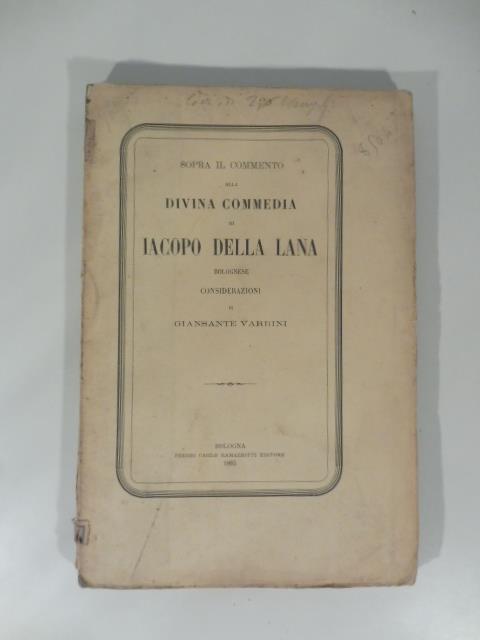 SOPRA IL COMMENTO
ALLA
DIVINA COMMEDIA
DI
IACOPO DELLA LANA
BOLOGNESE
CONSIDERAZIONI
DI
GIANSANTE VARRINI
BOLOGNA
PRESSO CARLO RAMAZZOTTI EDITORE
1865